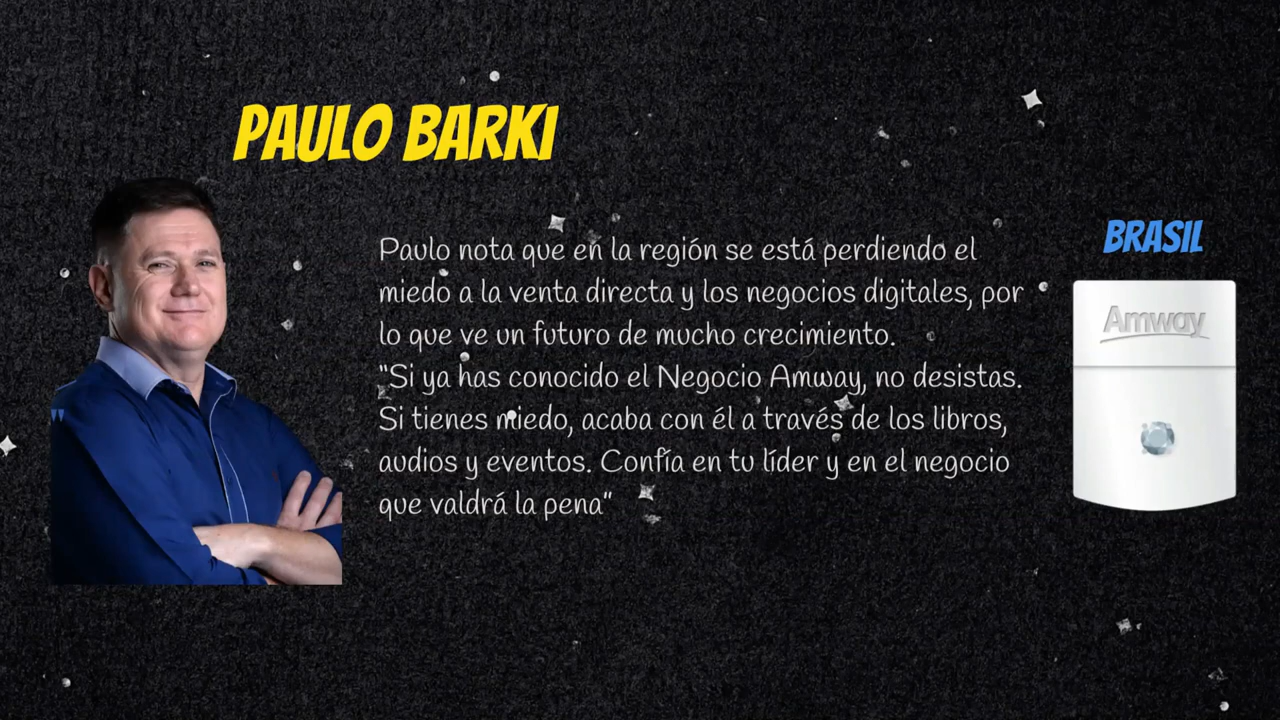 PAULO BARKI
BRASIL
Paulo nota que en la región se está perdiendo el
miedo a la venta directa y los negocios digitales, por
lo que ve un futuro de mucho crecimiento.
"Si ya has conocido el Negocio Amway, no desistas.
Si tienes miedo, acaba con él a través de los libros,
audios y eventos. Confía en tu líder y en el negocio
que valdrá la pena"
Amway